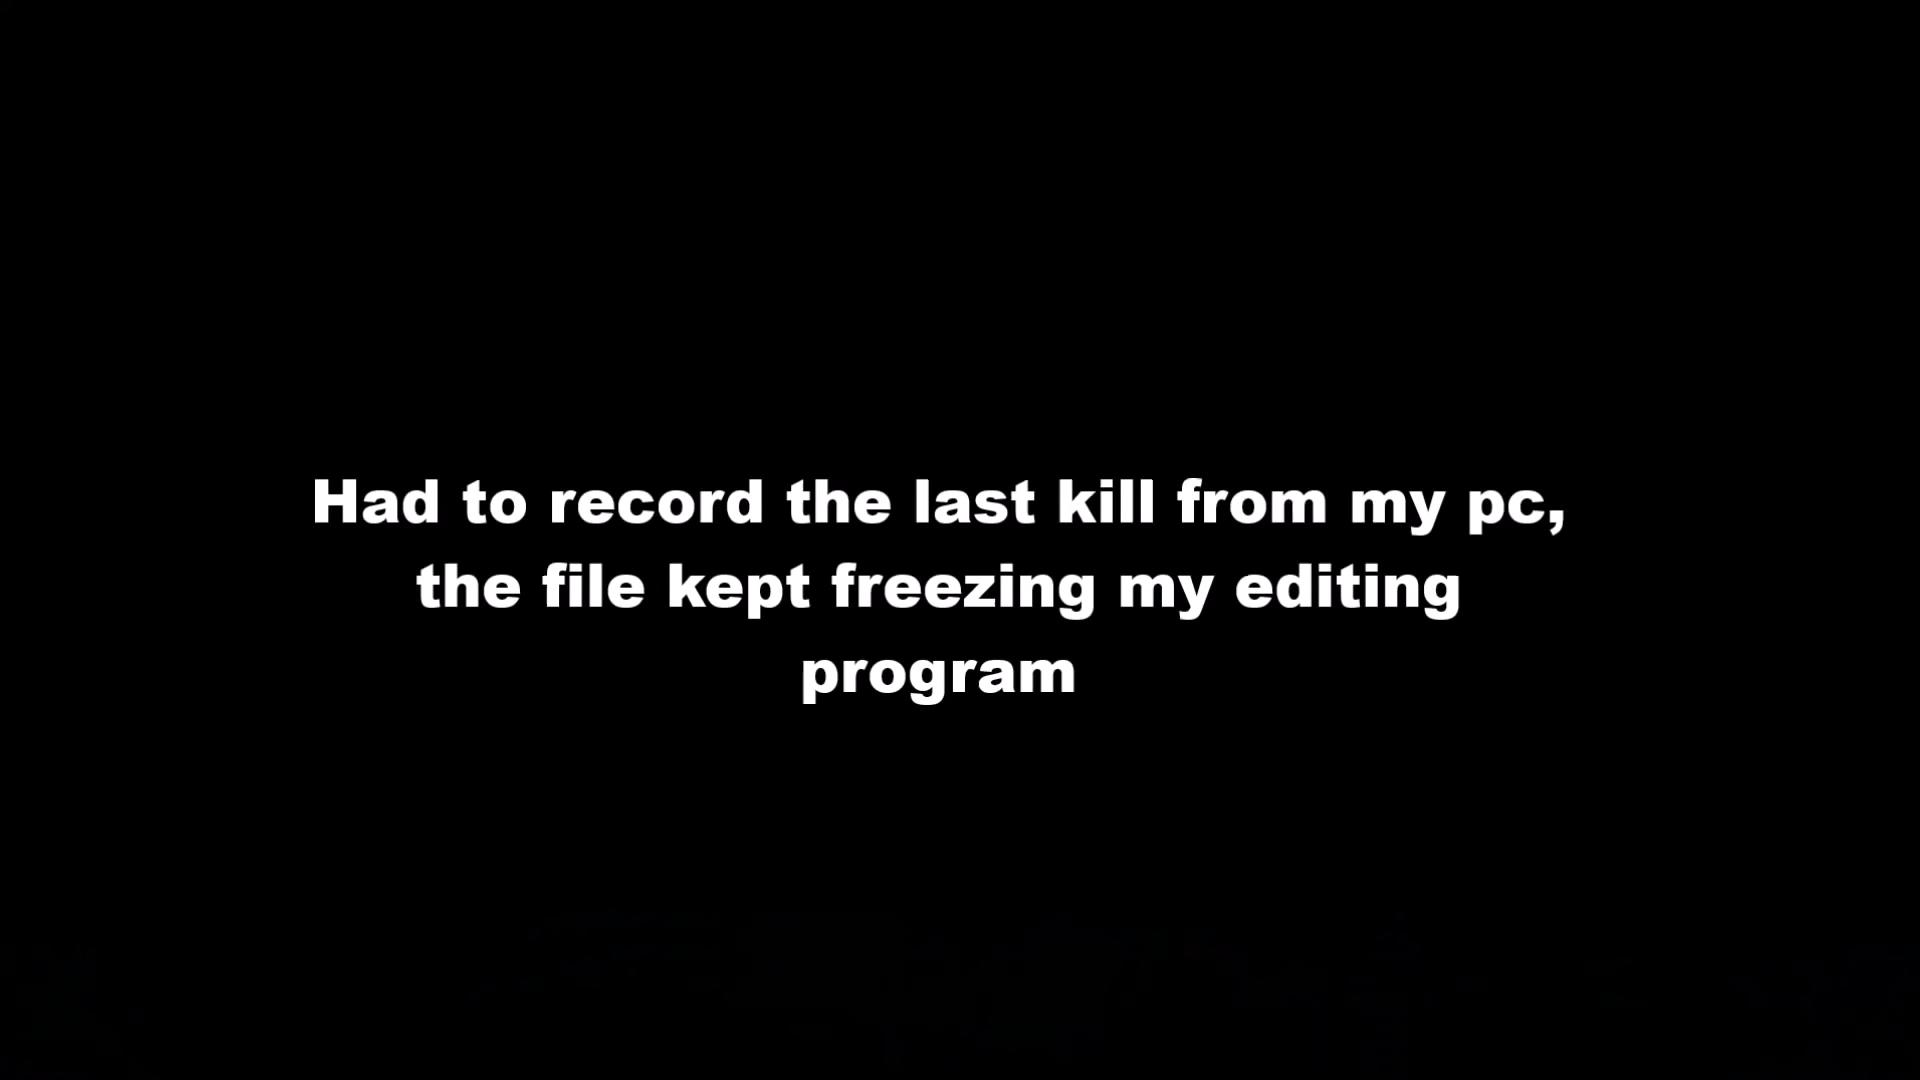 Had to record the last kill from my pc,
the file kept freezing my editing
program